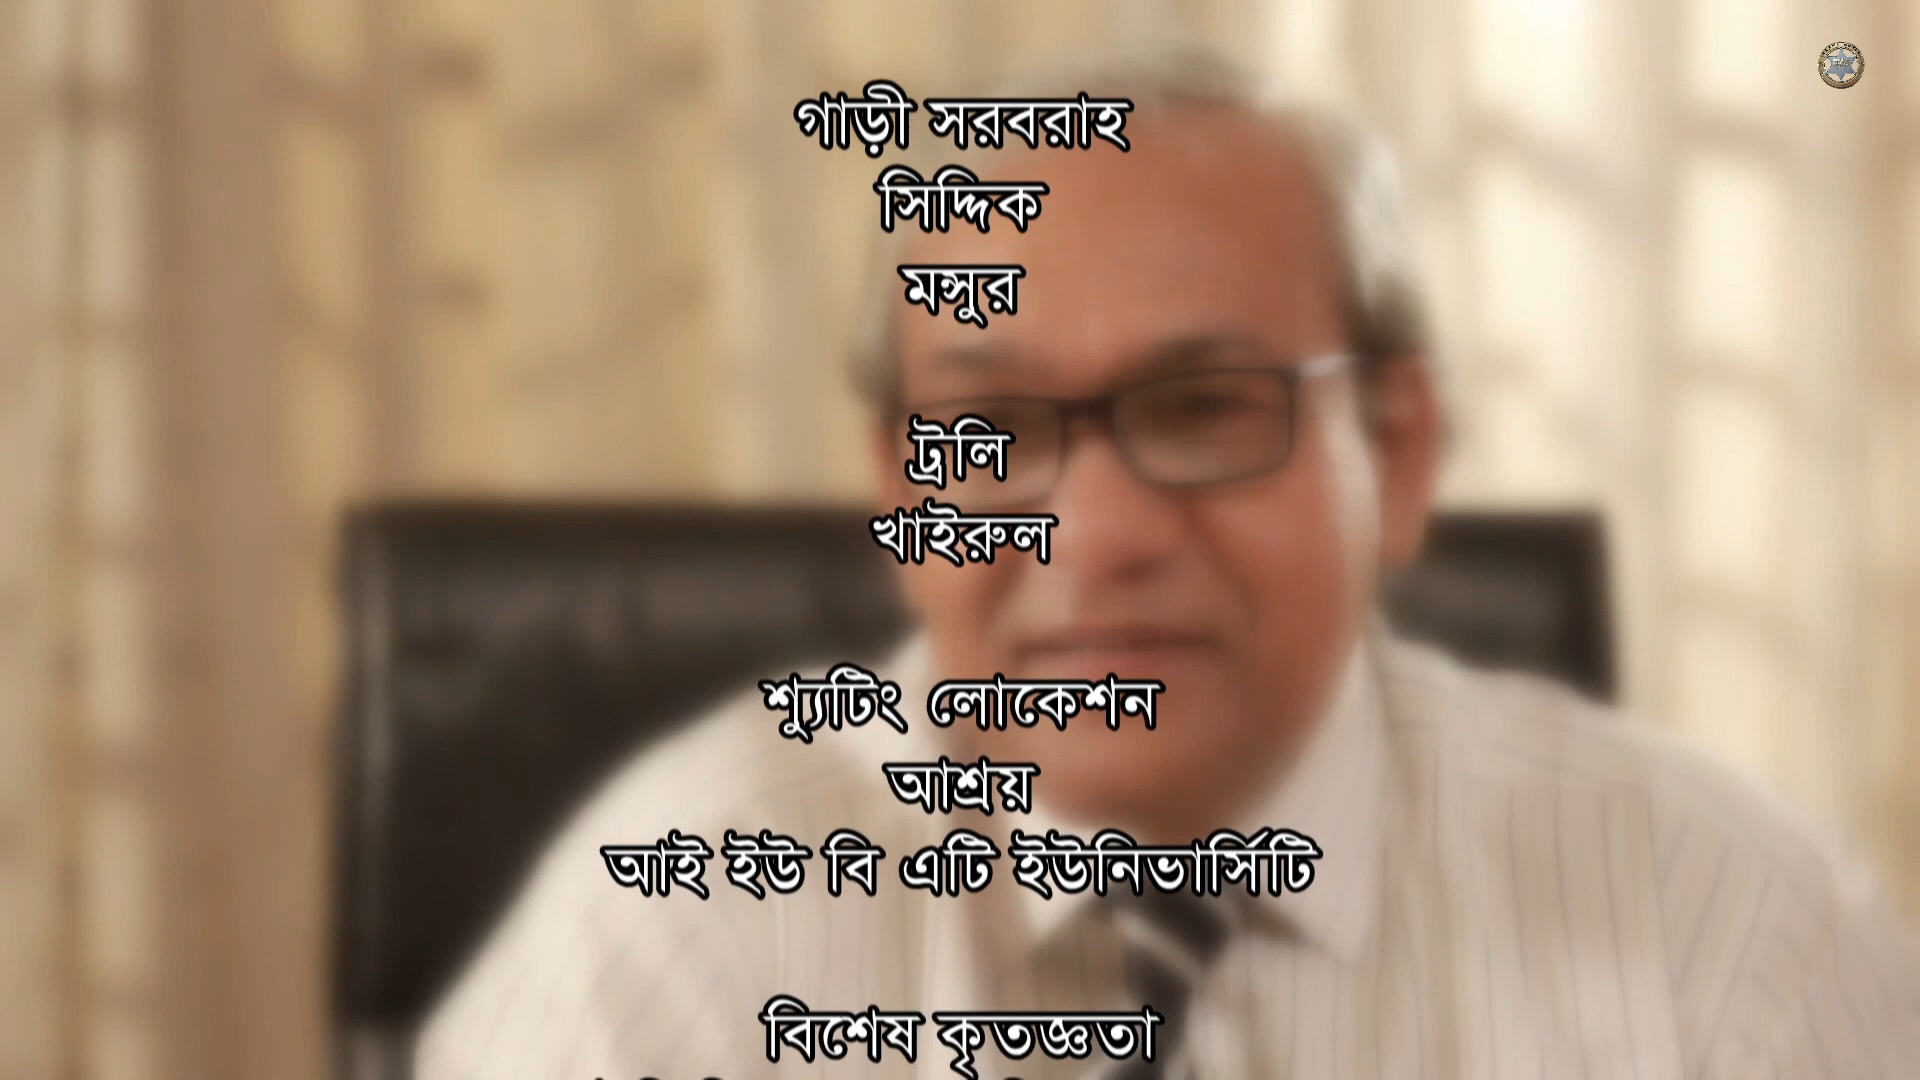 গাড়ী সরবরাহ
সিদ্দিক
মন্সুর
ট্রলি
খাইরুল
শ্যুটিং লোকেশন
আশ্রয়
আই ইউ বি এটি ইউনিভার্সিটি
বিশেষ কৃতজ্ঞতা